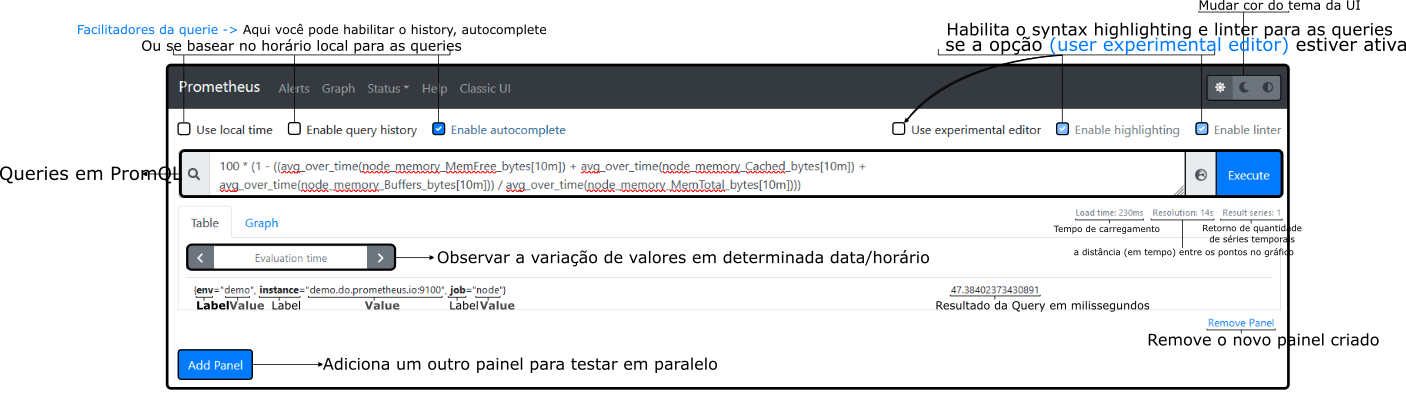 Mudar cor do tema da UI
Facilitadores da querie -> Aqui você pode habilitar o history, autocomplete
Ou se basear no horário local para as queries
Habilita o syntax highlighting e linter para as queries
se a opção (user experimental editor) estiver ativa
Prometheus Alerts Graph Status Help Classic UI
Use local time Enable query history Enable autocomplete Use experimental editor Enable highlighting Enable linter
Queries em PromQL
100 * (1 - ((avg_over_time(node_memory_MemFree_bytes[10m]) + avg_over_time(node_memory_Cached_bytes[10m]) +
avg_over_time(node_memory_Buffers_bytes[10m])) / avg_over_time(node_memory_MemTotal_bytes[10m])))
Execute
Table Graph
Load time: 230ms Resolution: 14s Result series: 1
Tempo de carregamento
Retorno de quantidade
de séries temporais
a distância (em tempo) entre os pontos no gráfico
Evaluation time
Observar a variação de valores em determinada data/horário
{env="demo", instance="demo.do.prometheus.io:9100", job="node"}
47.38402373430891
Label Value Label Value Label Value
Resultado da Query em milissegundos
Remove Panel
Remove o novo painel criado
Add Panel
Adiciona um outro painel para testar em paralelo